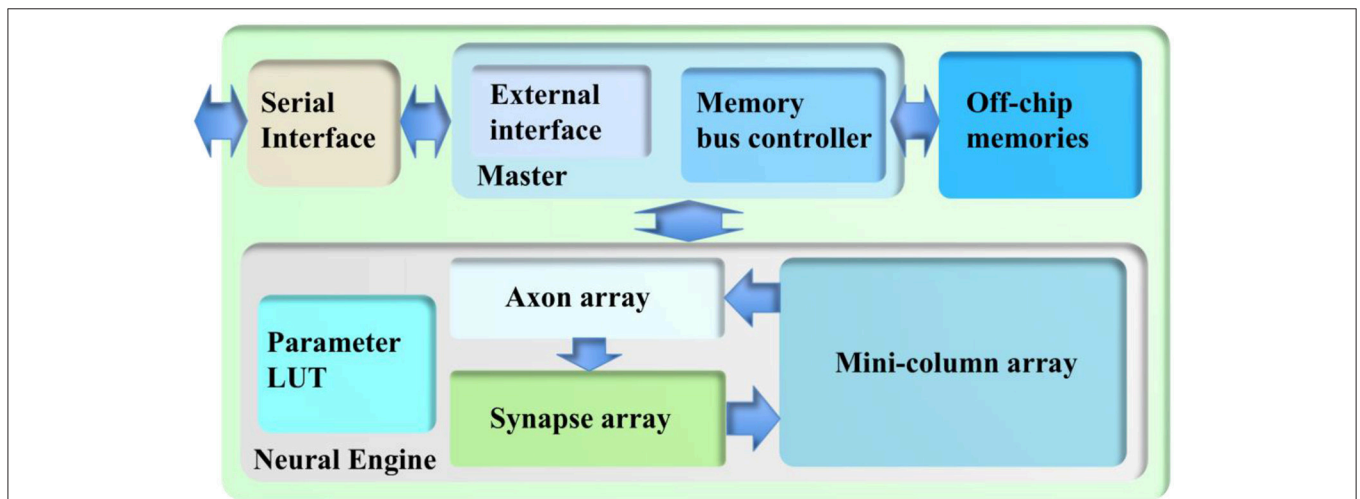 Serial
Interface
External
interface
Master
Memory
bus controller
Off-chip
memories
Parameter
LUT
Neural Engine
Axon array
Synapse array
Mini-column array